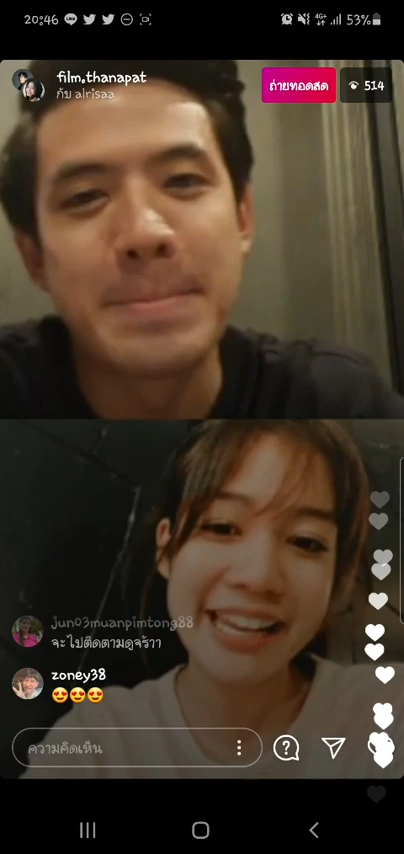 20:46
4G+
53%
film.thanapat
กับ alrisaa
ถ่ายทอดสด
514
jun03muanpimtong88
จะไปติดตามดูจร้าา
zoney38
😍😍😍
ความคิดเห็น